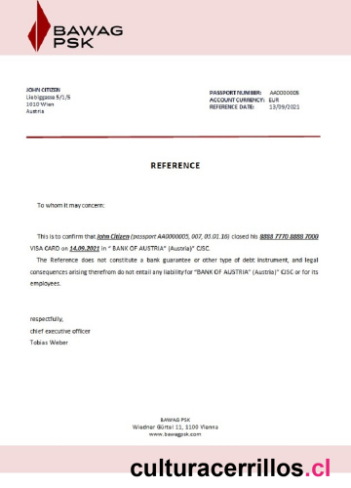 BAWAG
PSK
JOHN CITIZEN
Liebiggasse 5/1/5
1010 Wien
Austria
PASSPORT NUMBER: AA0000005
ACCOUNT CURRENCY: EUR
REFERENCE DATE: 13/09/2021
REFERENCE
To whom it may concern:
This is to confirm that John Citizen (passport AA0000005, 007, 05.01.16) closed his 8888 7770 8888 7000
VISA CARD on 14.09.2021 in " BANK OF AUSTRIA" (Austria)" CJSC.
The Reference does not constitute a bank guarantee or other type of debt instrument, and legal
consequences arising therefrom do not entail any liability for "BANK OF AUSTRIA" (Austria)" CJSC or for its
employees.
respectfully,
chief executive officer
Tobias Weber
BAWAG PSK
Wiedner Gürtel 11, 1100 Vienna
www.bawagpsk.com
culturacerrillos.cl